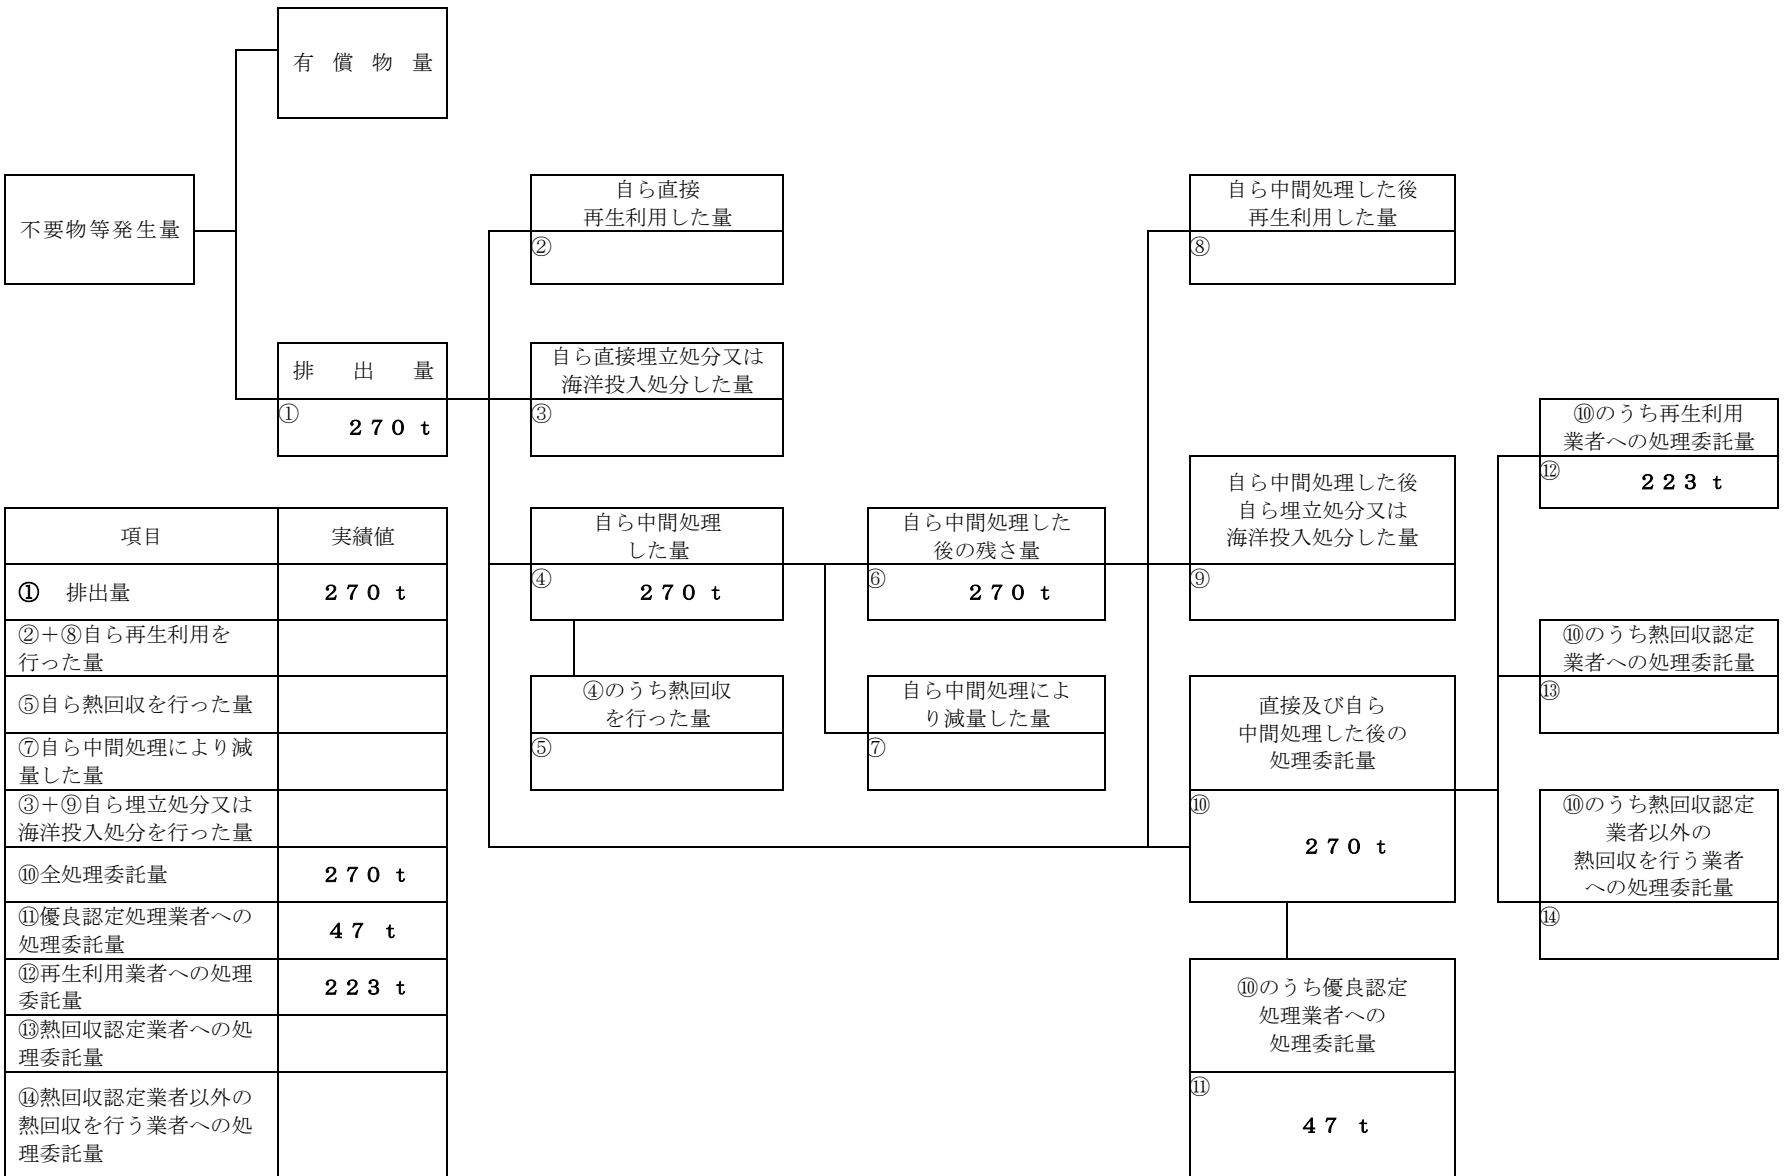 有償物量
不要物等発生量
自ら直接
再生利用した量
②
自ら中間処理した後
再生利用した量
⑧
排出量
①
270 t
自ら直接埋立処分又は
海洋投入処分した量
③
⑩のうち再生利用
業者への処理委託量
⑫
223 t
自ら中間処理
した量
④
270 t
自ら中間処理した
後の残さ量
⑥
270 t
自ら中間処理した後
自ら埋立処分又は
海洋投入処分した量
⑨
⑩のうち熱回収認定
業者への処理委託量
⑬
④のうち熱回収
を行った量
⑤
自ら中間処理によ
り減量した量
⑦
直接及び自ら
中間処理した後の
処理委託量
⑩
270 t
⑩のうち熱回収認定
業者以外の
熱回収を行う業者
への処理委託量
⑭
⑩のうち優良認定
処理業者への
処理委託量
⑪
47 t
項目 実績値
① 排出量 270 t
②+⑧自ら再生利用を
行った量
⑤自ら熱回収を行った量
⑦自ら中間処理により減
量した量
③+⑨自ら埋立処分又は
海洋投入処分を行った量
⑩全処理委託量 270 t
⑪優良認定処理業者への
処理委託量
47 t
⑫再生利用業者への処理
委託量
223 t
⑬熱回収認定業者への処
理委託量
⑭熱回収認定業者以外の
熱回収を行う業者への処
理委託量